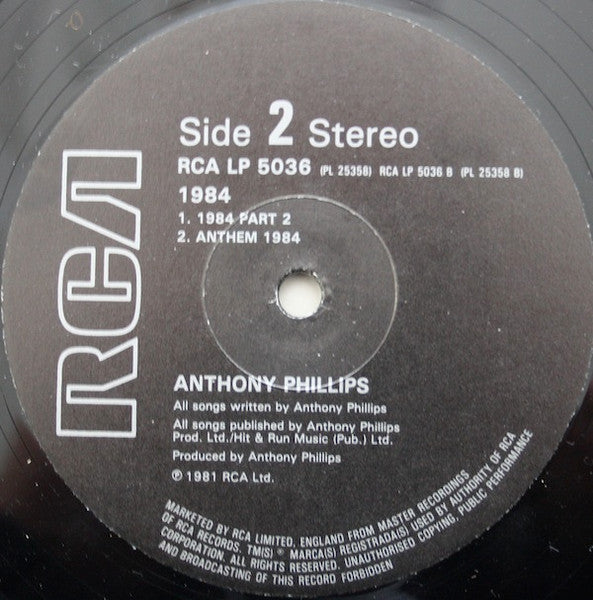 RCA
Side 2 Stereo
RCA LP 5036 (PL 25358) RCA LP 5036 B (PL 25358 B)
1984
1. 1984 PART 2
2. ANTHEM 1984
ANTHONY PHILLIPS
All songs written by Anthony Phillips
All songs published by Anthony Phillips
Prod. Ltd./Hit & Run Music (Pub.) Ltd.
Produced by Anthony Phillips
℗ 1981 RCA Ltd.
MARKETED BY RCA LIMITED, ENGLAND FROM MASTER RECORDINGS
OF RCA RECORDS. TM(S) ® MARCA(S) REGISTRADA(S) USED BY AUTHORITY OF RCA
CORPORATION. ALL RIGHTS RESERVED. UNAUTHORISED COPYING, PUBLIC PERFORMANCE
AND BROADCASTING OF THIS RECORD FORBIDDEN